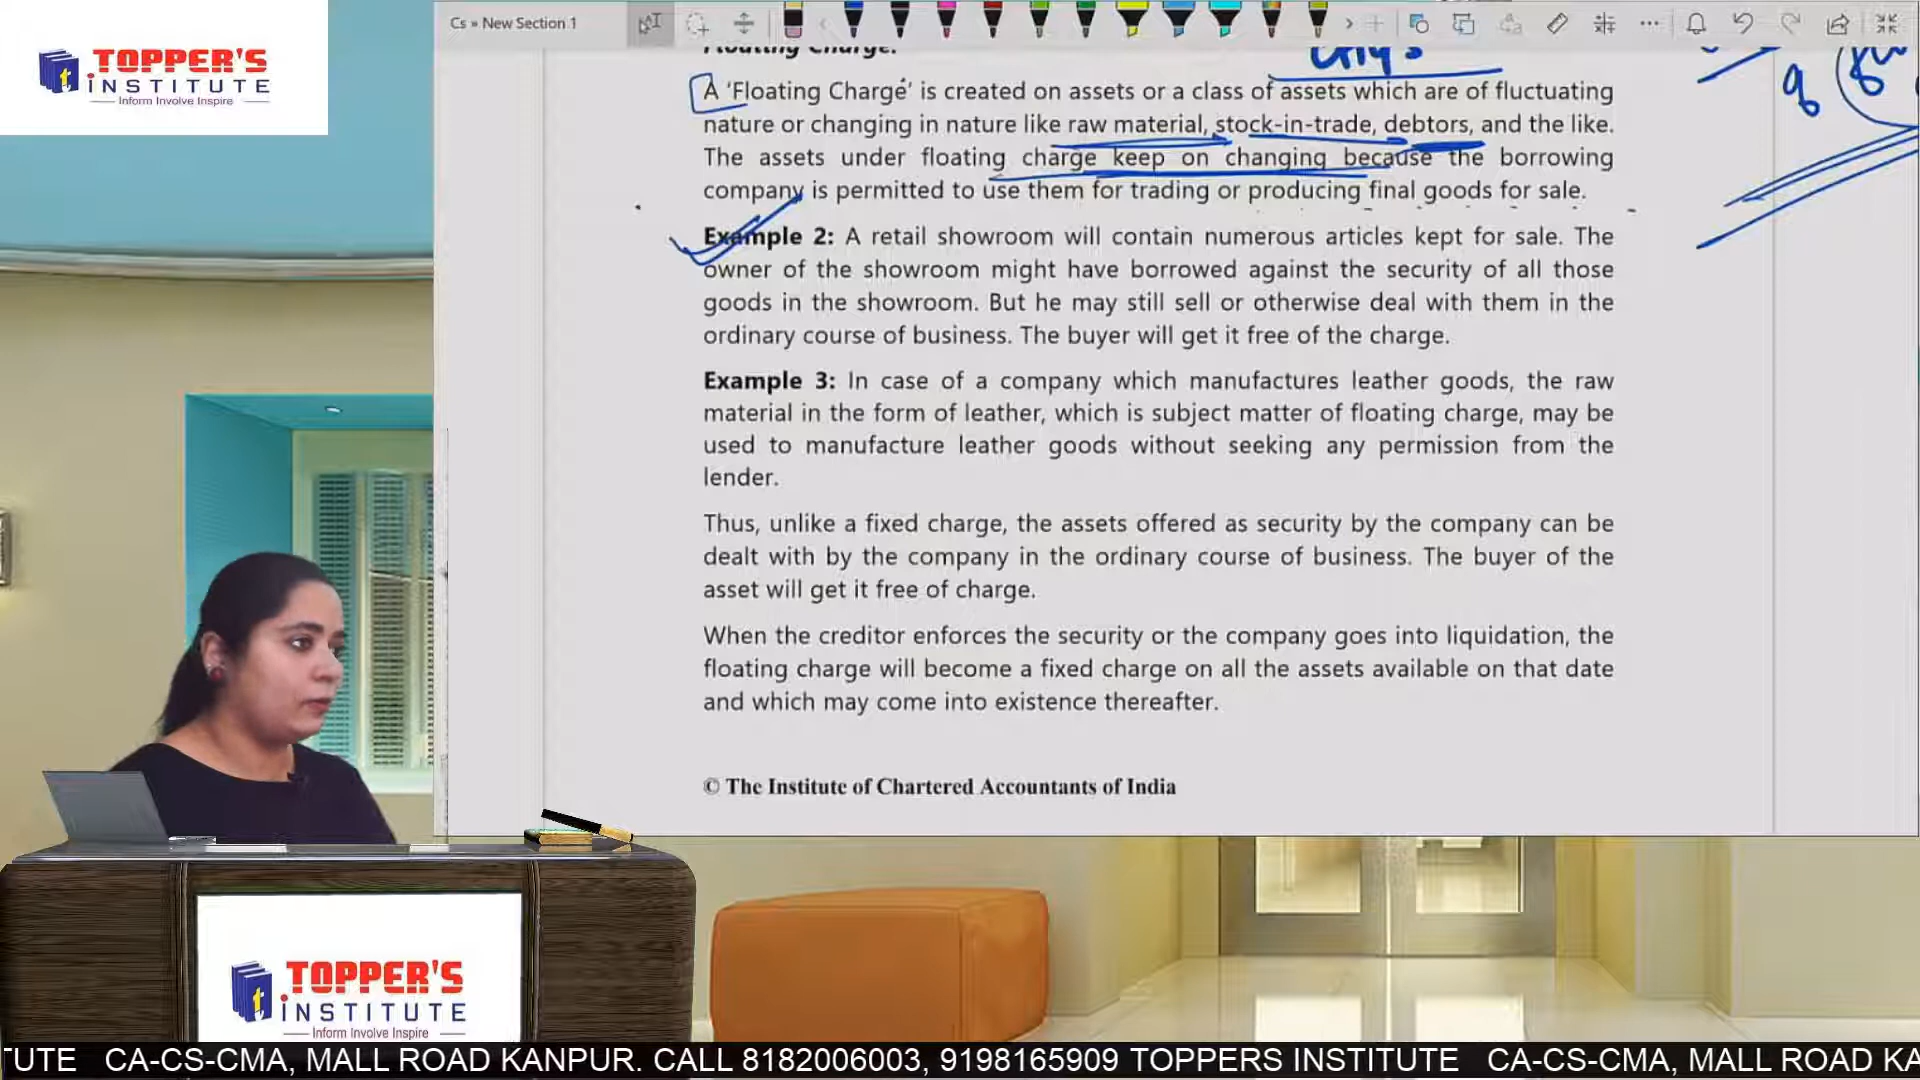 Cs » New Section 1
TOPPER'S
INSTITUTE
Inform Involve Inspire
Floating Charge:
A 'Floating Charge' is created on assets or a class of assets which are of fluctuating
nature or changing in nature like raw material, stock-in-trade, debtors, and the like.
The assets under floating charge keep on changing because the borrowing
company is permitted to use them for trading or producing final goods for sale.
Example 2: A retail showroom will contain numerous articles kept for sale. The
owner of the showroom might have borrowed against the security of all those
goods in the showroom. But he may still sell or otherwise deal with them in the
ordinary course of business. The buyer will get it free of the charge.
Example 3: In case of a company which manufactures leather goods, the raw
material in the form of leather, which is subject matter of floating charge, may be
used to manufacture leather goods without seeking any permission from the
lender.
Thus, unlike a fixed charge, the assets offered as security by the company can be
dealt with by the company in the ordinary course of business. The buyer of the
asset will get it free of charge.
When the creditor enforces the security or the company goes into liquidation, the
floating charge will become a fixed charge on all the assets available on that date
and which may come into existence thereafter.
© The Institute of Chartered Accountants of India
TOPPER'S
INSTITUTE
Inform Involve Inspire
TUTE CA-CS-CMA, MALL ROAD KANPUR. CALL 8182006003, 9198165909 TOPPERS INSTITUTE CA-CS-CMA, MALL ROAD KA